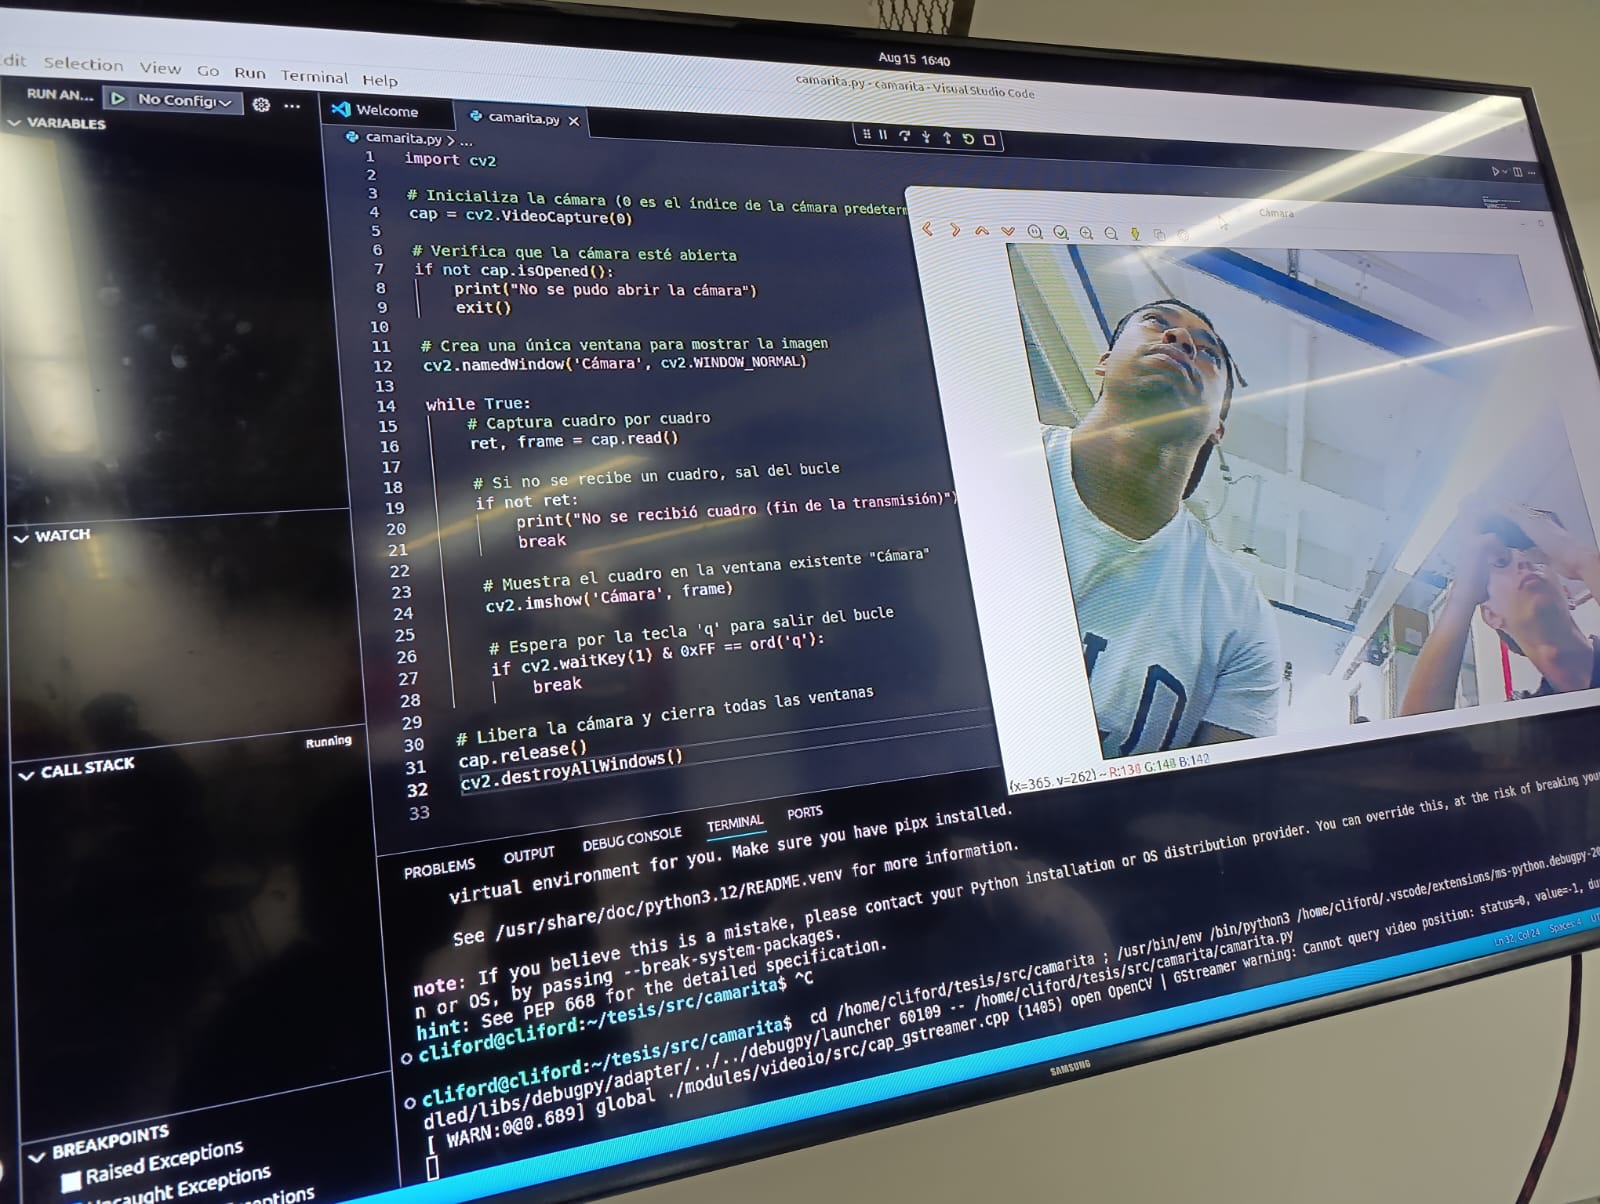 Aug 15 16:40
camarita.py - camarita - Visual Studio Code
Selection View Go Run Terminal Help
RUN AN... No Config
VARIABLES
Welcome
camarita.py
camarita.py > ...
1 import cv2
2
3 # Inicializa la cámara (0 es el índice de la cámara predeterm
4 cap = cv2.VideoCapture(0)
5
6 # Verifica que la cámara esté abierta
7 if not cap.isOpened():
8 print("No se pudo abrir la cámara")
9 exit()
10
11 # Crea una única ventana para mostrar la imagen
12 cv2.namedWindow('Cámara', cv2.WINDOW_NORMAL)
13
14 while True:
15 # Captura cuadro por cuadro
16 ret, frame = cap.read()
17
18 # Si no se recibe un cuadro, sal del bucle
19 if not ret:
20 print("No se recibió cuadro (fin de la transmisión)")
21 break
22
23 # Muestra el cuadro en la ventana existente "Cámara"
24 cv2.imshow('Cámara', frame)
25
26 # Espera por la tecla 'q' para salir del bucle
27 if cv2.waitKey(1) & 0xFF == ord('q'):
28 break
29
30 # Libera la cámara y cierra todas las ventanas
31 cap.release()
32 cv2.destroyAllWindows()
33
Cámara
(x=365, v=262) ~ R:138 G:148 B:142
WATCH
CALL STACK Running
BREAKPOINTS
Raised Exceptions
Exceptions
PROBLEMS OUTPUT DEBUG CONSOLE TERMINAL PORTS
virtual environment for you. Make sure you have pipx installed.
See /usr/share/doc/python3.12/README.venv for more information.
note: If you believe this is a mistake, please contact your Python installation or OS distribution provider. You can override this, at the risk of breaking
n or OS, by passing --break-system-packages.
hint: See PEP 668 for the detailed specification.
cliford@cliford:~/tesis/src/camarita$ ^C
cliford@cliford:~/tesis/src/camarita$ cd /home/cliford/tesis/src/camarita ; /usr/bin/env /bin/python3 /home/cliford/.vscode/extensions/ms-python.debugpy-20
dled/libs/debugpy/adapter/../../debugpy/launcher 60109 -- /home/cliford/tesis/src/camarita/camarita.py
[ WARN:0@0.689] global ./modules/videoio/src/cap_gstreamer.cpp (1405) open OpenCV | GStreamer warning: Cannot query video position: status=0, value=-1, du
Ln 32, Col 24 Spaces: 4
SAMSUNG